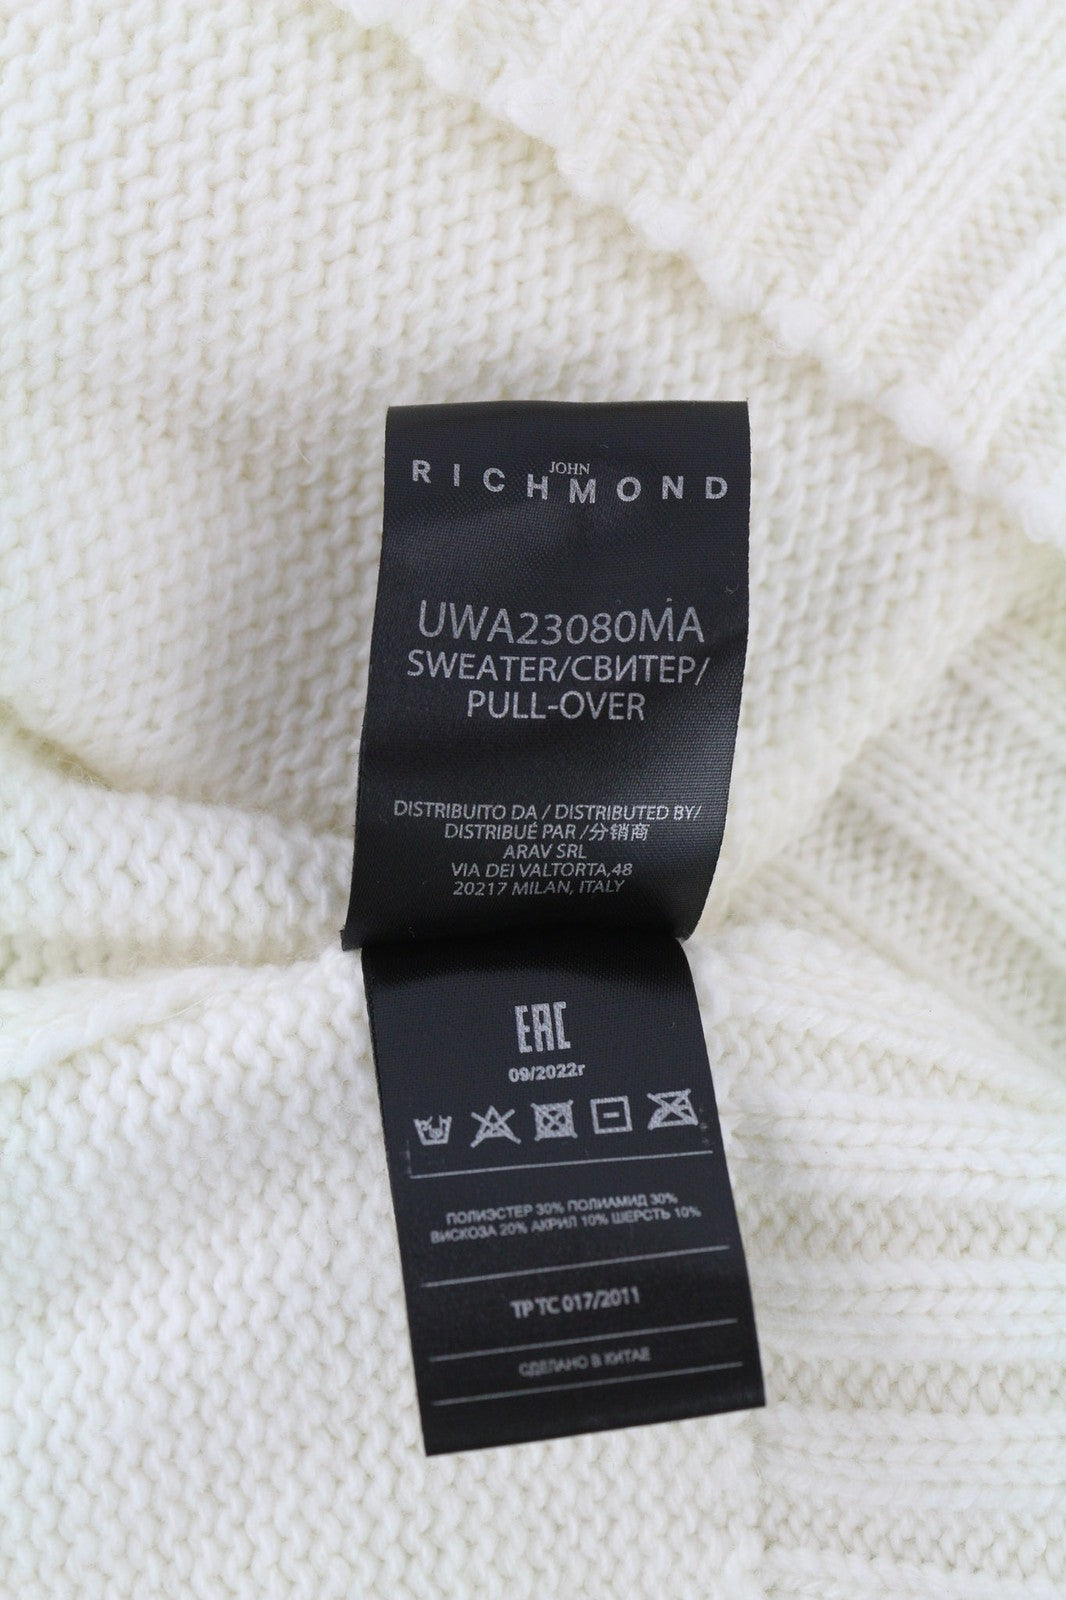 JOHN
RICHMOND
UWA23080MA
SWEATER/СВИТЕР/
PULL-OVER
DISTRIBUITO DA / DISTRIBUTED BY/
DISTRIBUÉ PAR /分销商
ARAV SRL
VIA DEI VALTORTA,48
20217 MILAN, ITALY
EAC
09/2022г
ПОЛИЭСТЕР 30% ПОЛИАМИД 30%
ВИСКОЗА 20% АКРИЛ 10% ШЕРСТЬ 10%
ТР ТС 017/2011
СДЕЛАНО В КИТАЕ